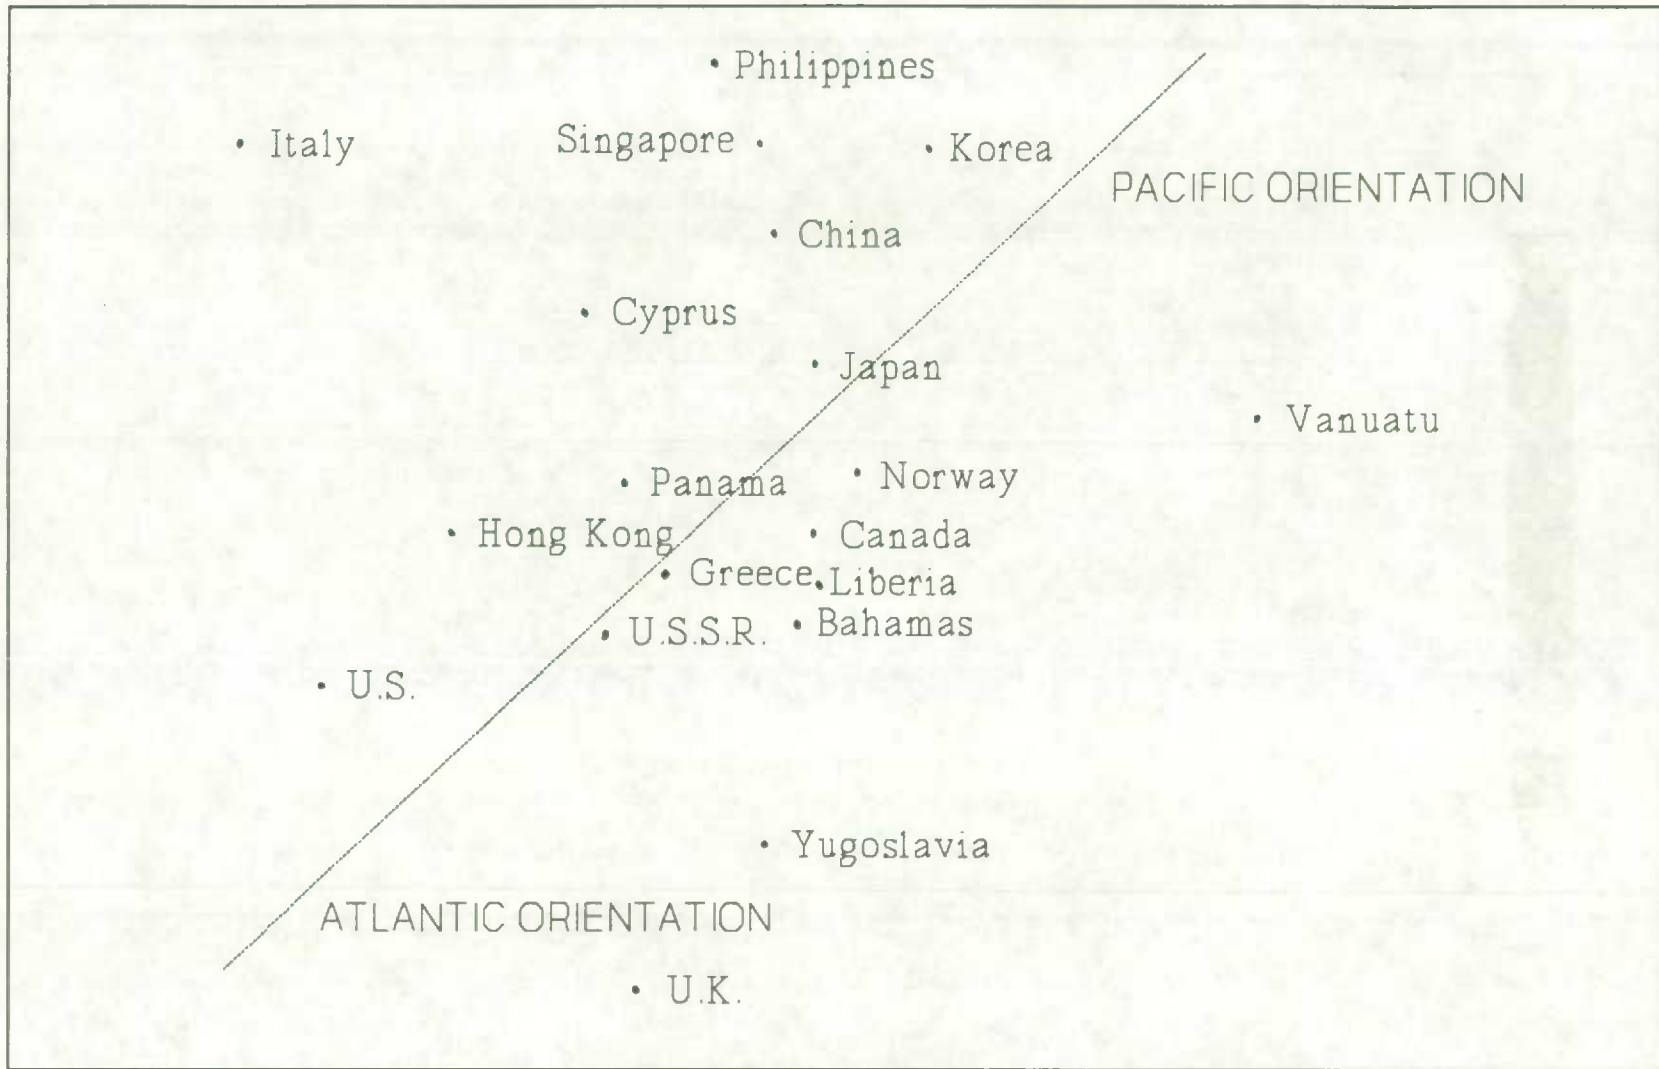 Philippines
Italy
Singapore
Korea
PACIFIC ORIENTATION
China
Cyprus
Japan
Vanuatu
Panama
Norway
Hong Kong
Canada
Greece
Liberia
U.S.S.R.
Bahamas
U.S.
Yugoslavia
ATLANTIC ORIENTATION
U.K.